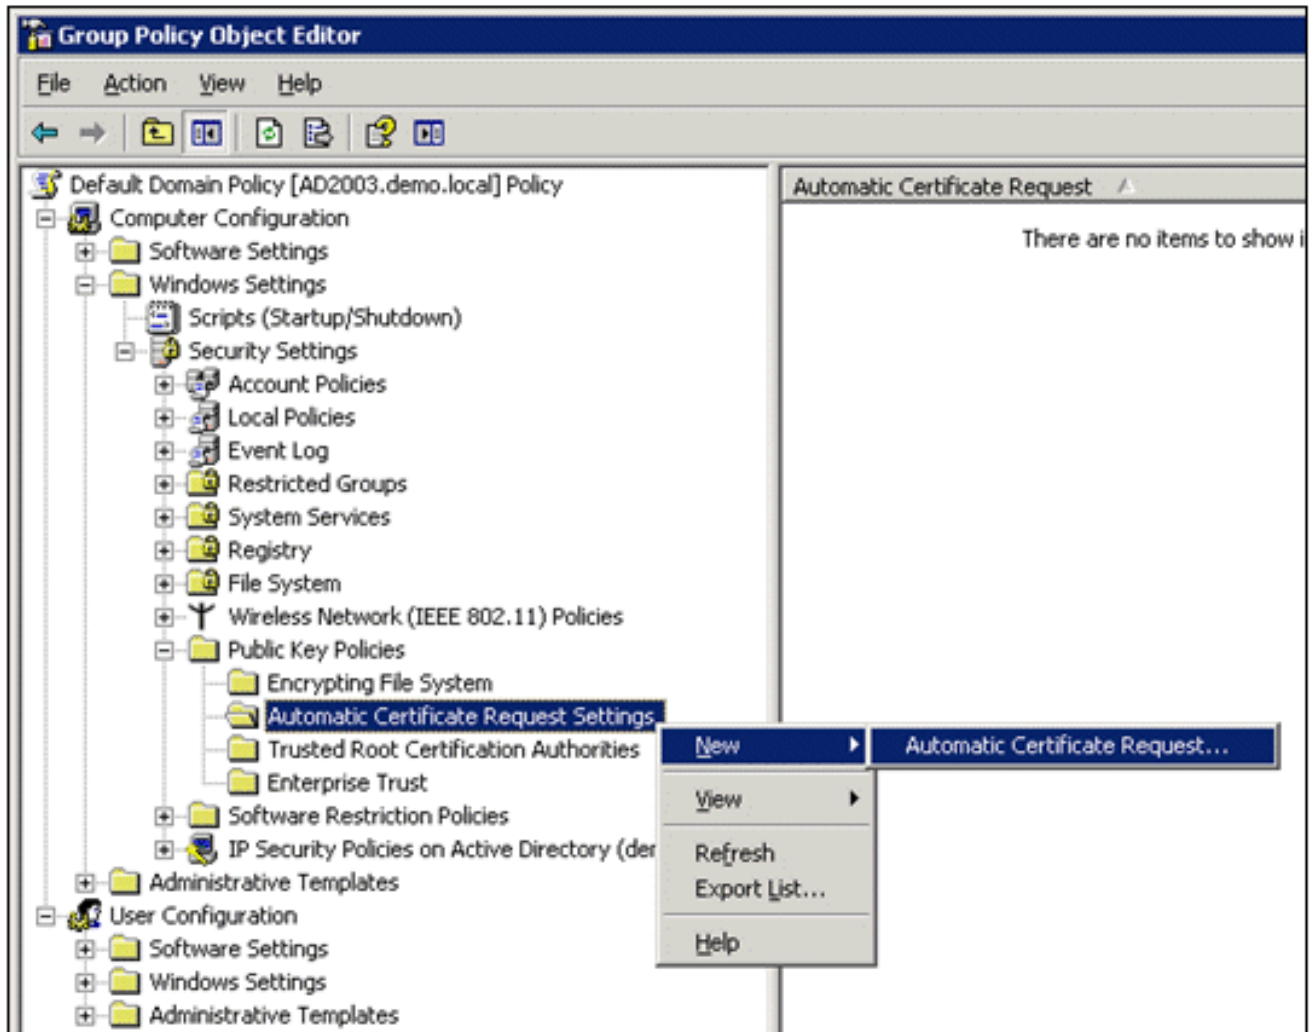 Group Policy Object Editor
File Action View Help
Default Domain Policy [AD2003.demo.local] Policy
Computer Configuration
Software Settings
Windows Settings
Scripts (Startup/Shutdown)
Security Settings
Account Policies
Local Policies
Event Log
Restricted Groups
System Services
Registry
File System
Wireless Network (IEEE 802.11) Policies
Public Key Policies
Encrypting File System
Automatic Certificate Request Settings
Trusted Root Certification Authorities
Enterprise Trust
Software Restriction Policies
IP Security Policies on Active Directory (der
Administrative Templates
User Configuration
Software Settings
Windows Settings
Administrative Templates
Automatic Certificate Request
There are no items to show i
New
View
Refresh
Export List...
Help
Automatic Certificate Request...